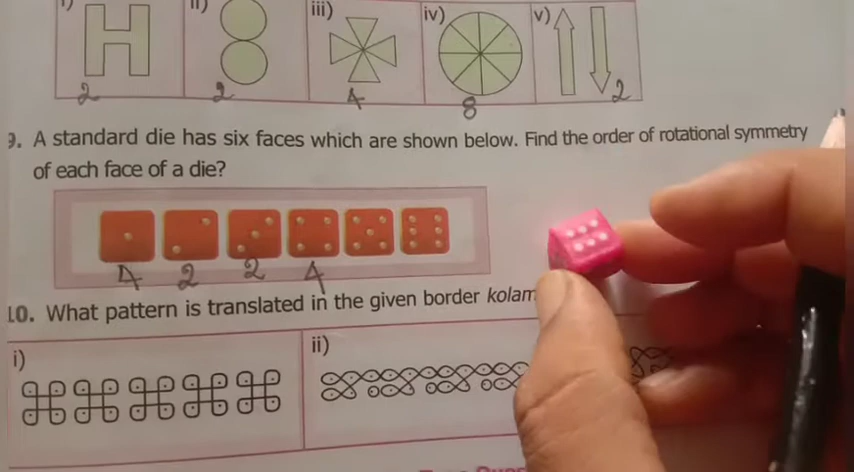 ii)
iii)
iv)
v)
2
2
4
8
2
9. A standard die has six faces which are shown below. Find the order of rotational symmetry
of each face of a die?
4 2 2 4
10. What pattern is translated in the given border kolam
i)
ii)